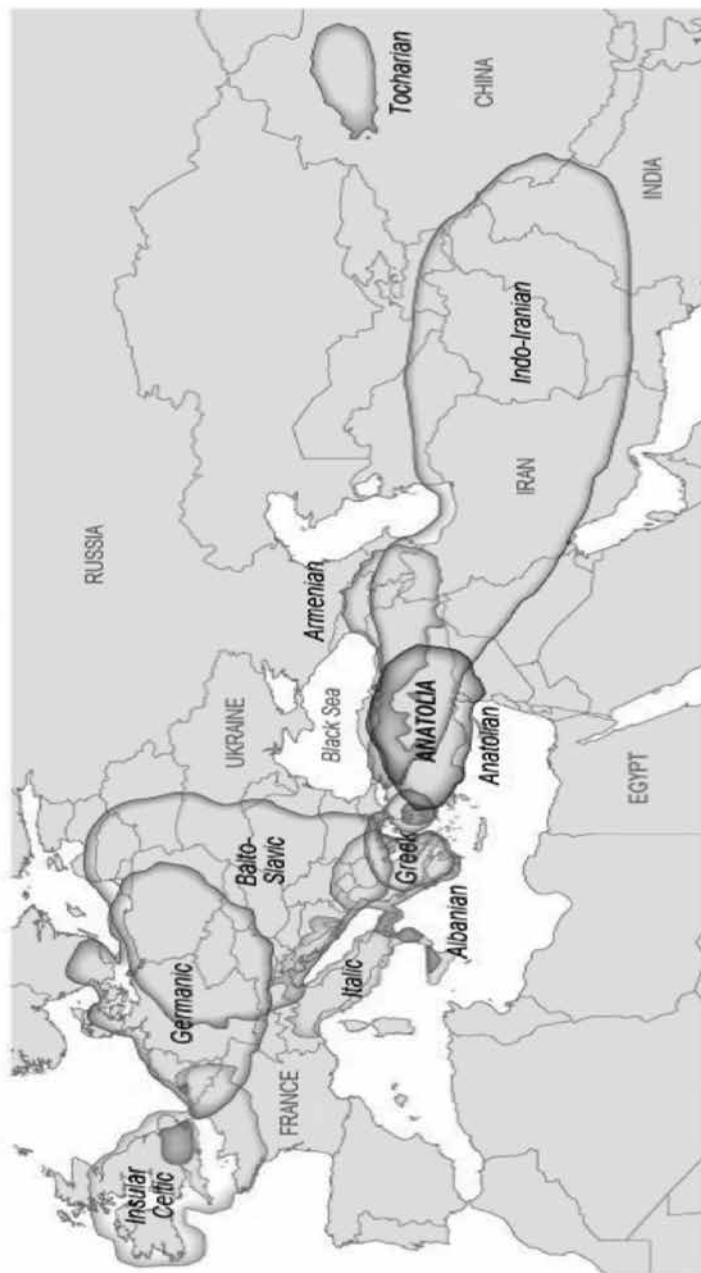 RUSSIA
Tocharian
CHINA
UKRAINE
Armenian
Balto-
Slavic
Germanic
Insular
Celtic
FRANCE
Italic
Black Sea
Greek
ANATOLIA
Anatolian
Albanian
IRAN
Indo-Iranian
INDIA
EGYPT